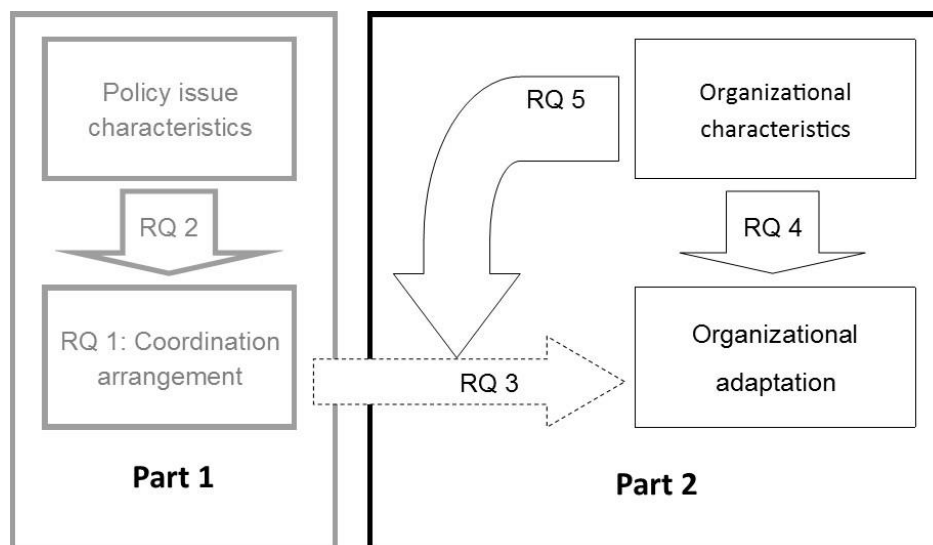 Policy issue
characteristics
RQ 2
RQ 1: Coordination
arrangement
Part 1
RQ 5
Organizational
characteristics
RQ 4
RQ 3
Organizational
adaptation
Part 2